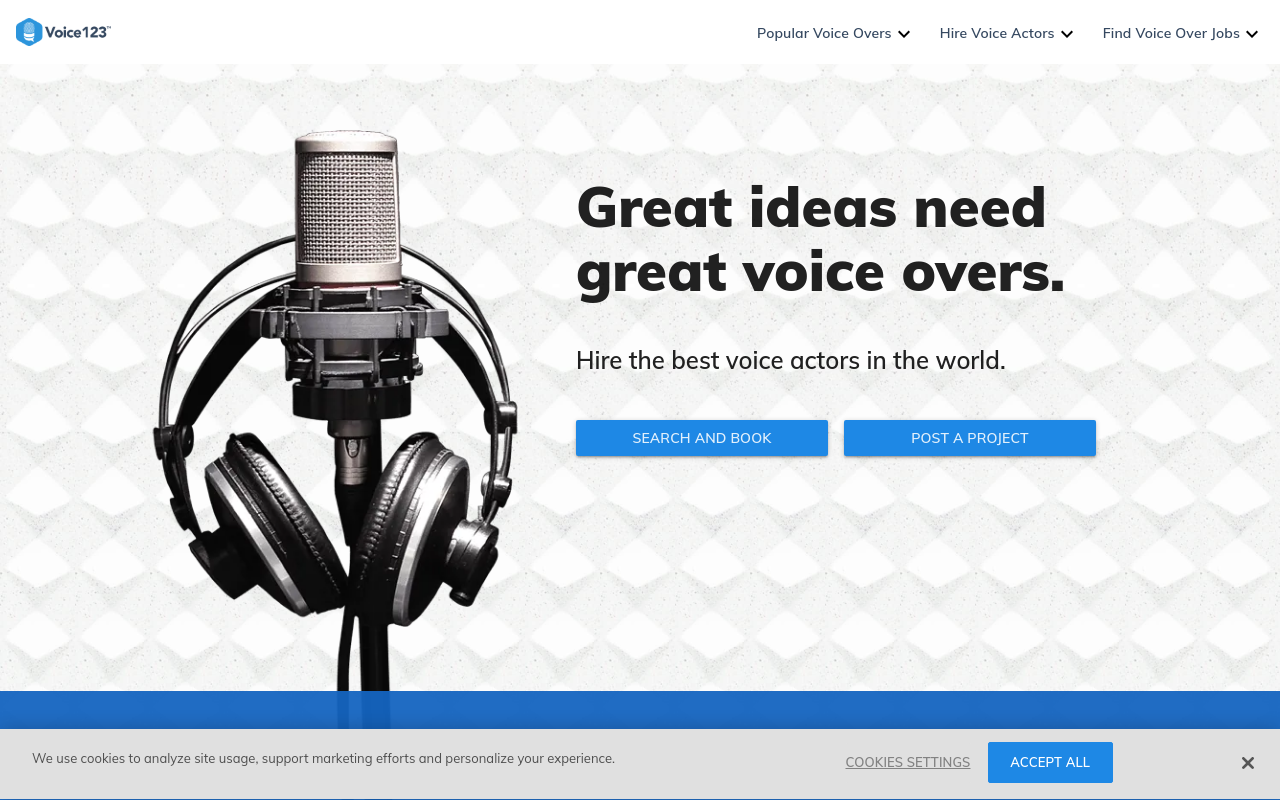 Voice123™
Popular Voice Overs
Hire Voice Actors
Find Voice Over Jobs
Great ideas need
great voice overs.
Hire the best voice actors in the world.
SEARCH AND BOOK
POST A PROJECT
We use cookies to analyze site usage, support marketing efforts and personalize your experience.
COOKIES SETTINGS
ACCEPT ALL